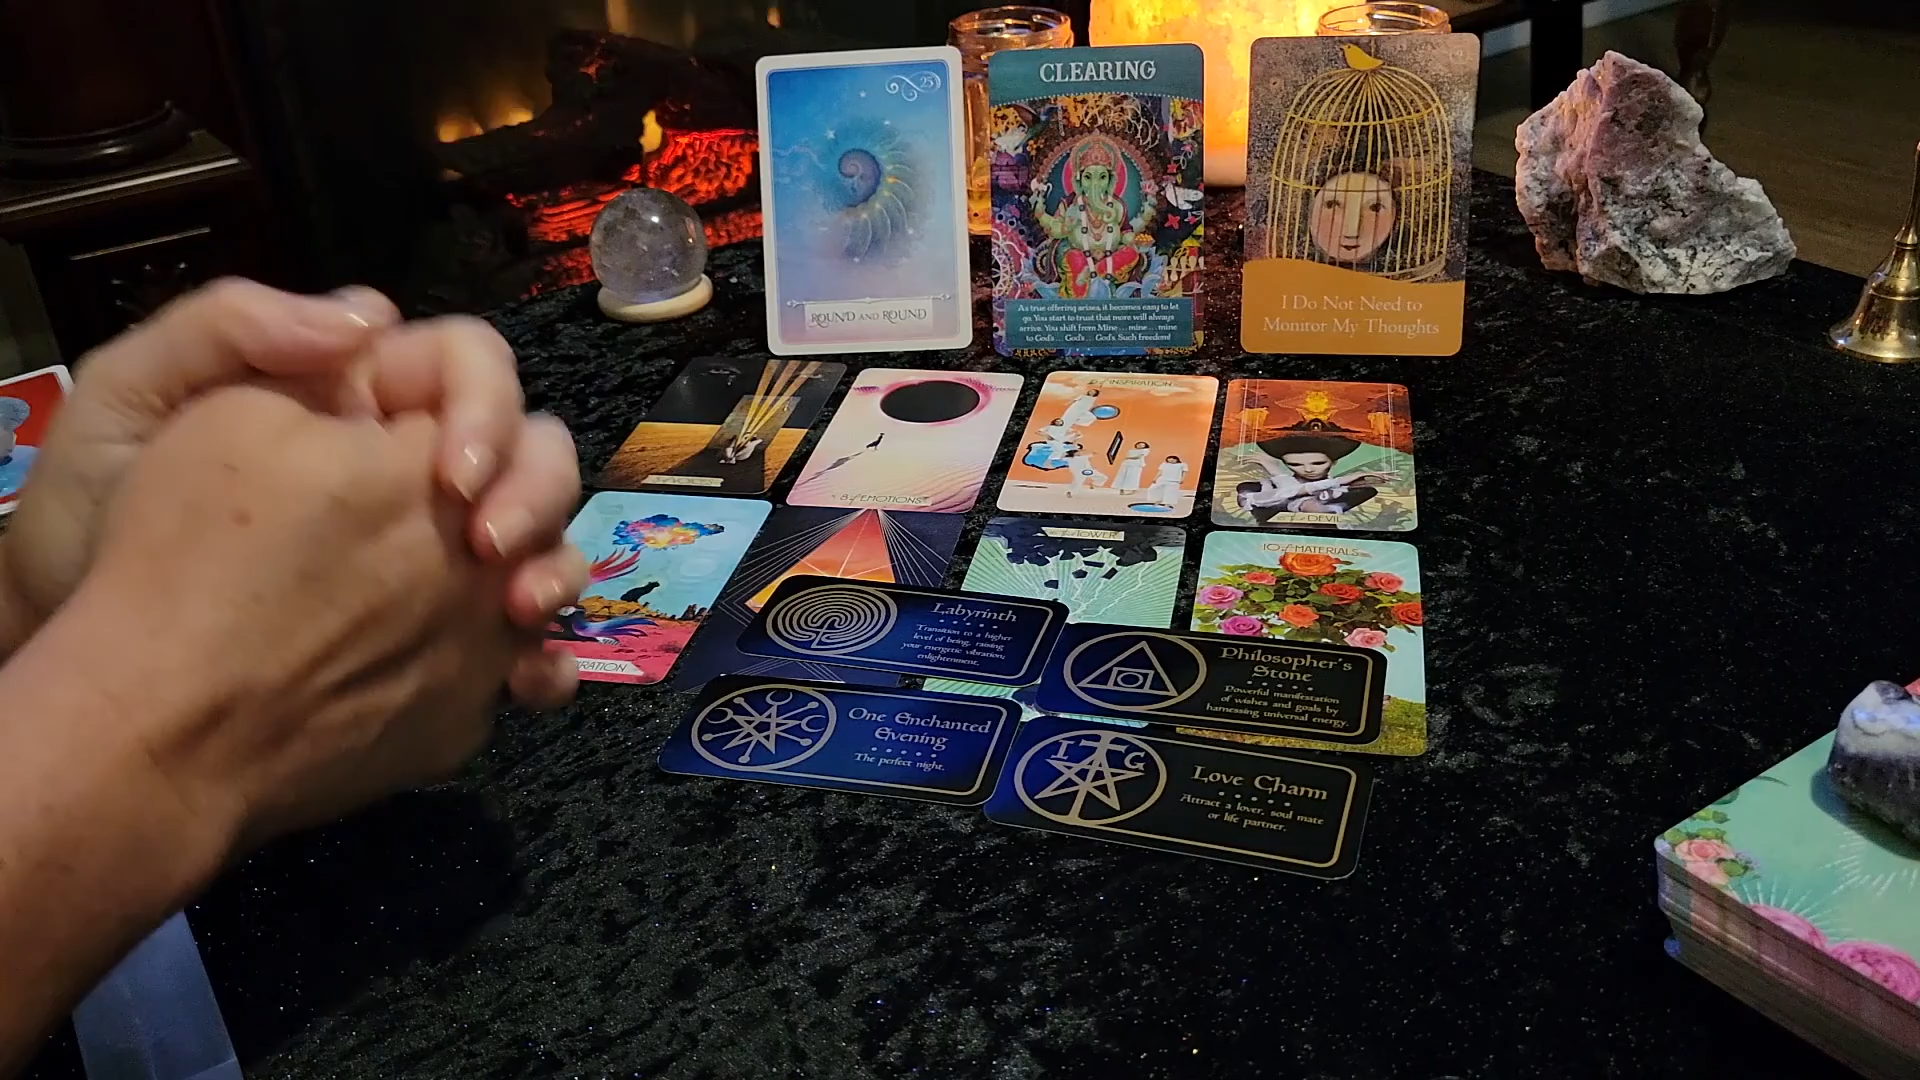 25
ROUND AND ROUND
CLEARING
As true offering arises, it becomes easy to let
go. You start to trust that more will always
arrive. You shift from Mine... mine... mine
to God's... God's... God's. Such freedom!
I Do Not Need to
Monitor My Thoughts
of VOICES
8 of EMOTIONS
of INSPIRATION
DEVIL
TOWER
10 of MATERIALS
Labyrinth
Transition to a higher
level of being, raising
your energetic vibration;
enlightenment.
Philosopher's
Stone
Powerful manifestation
of wishes and goals by
harnessing universal energy.
One Enchanted
Evening
The perfect night.
I G
Love Charm
Attract a lover, soul mate
or life partner.